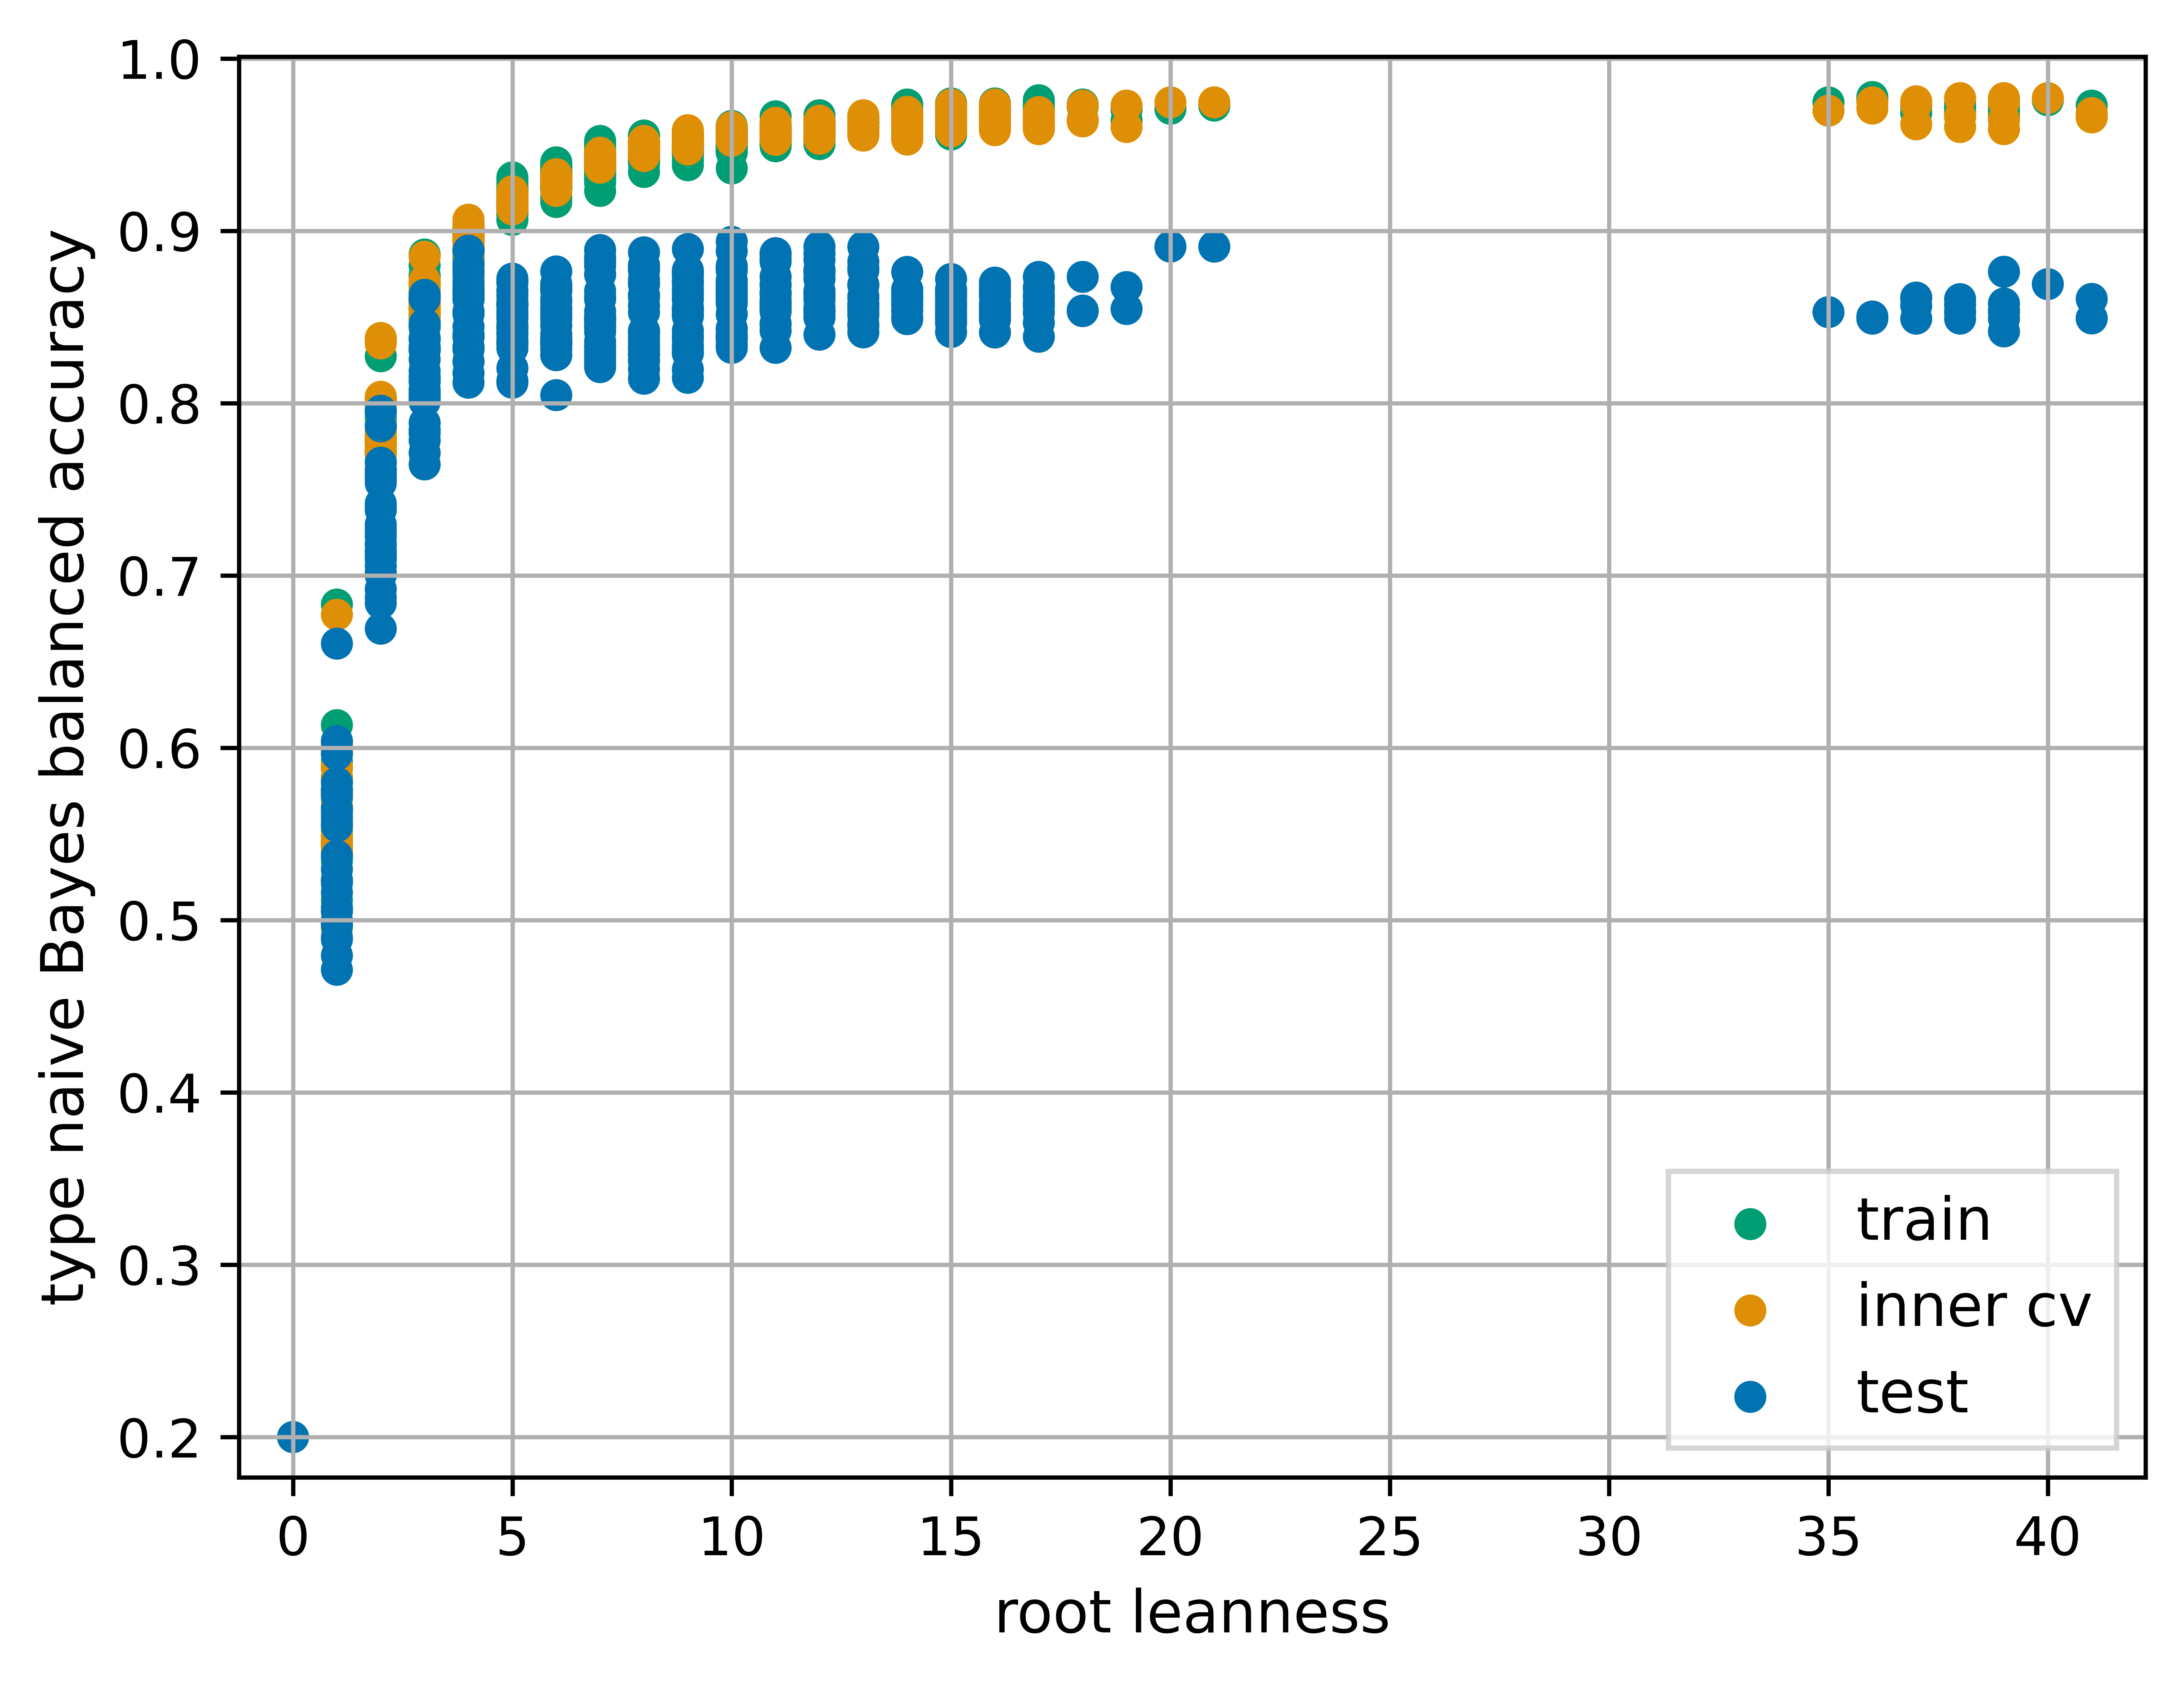 1.0
0.9
0.8
0.7
0.6
0.5
0.4
0.3
0.2
type naive Bayes balanced accuracy
train
inner cv
test
0 5 10 15 20 25 30 35 40
root leanness